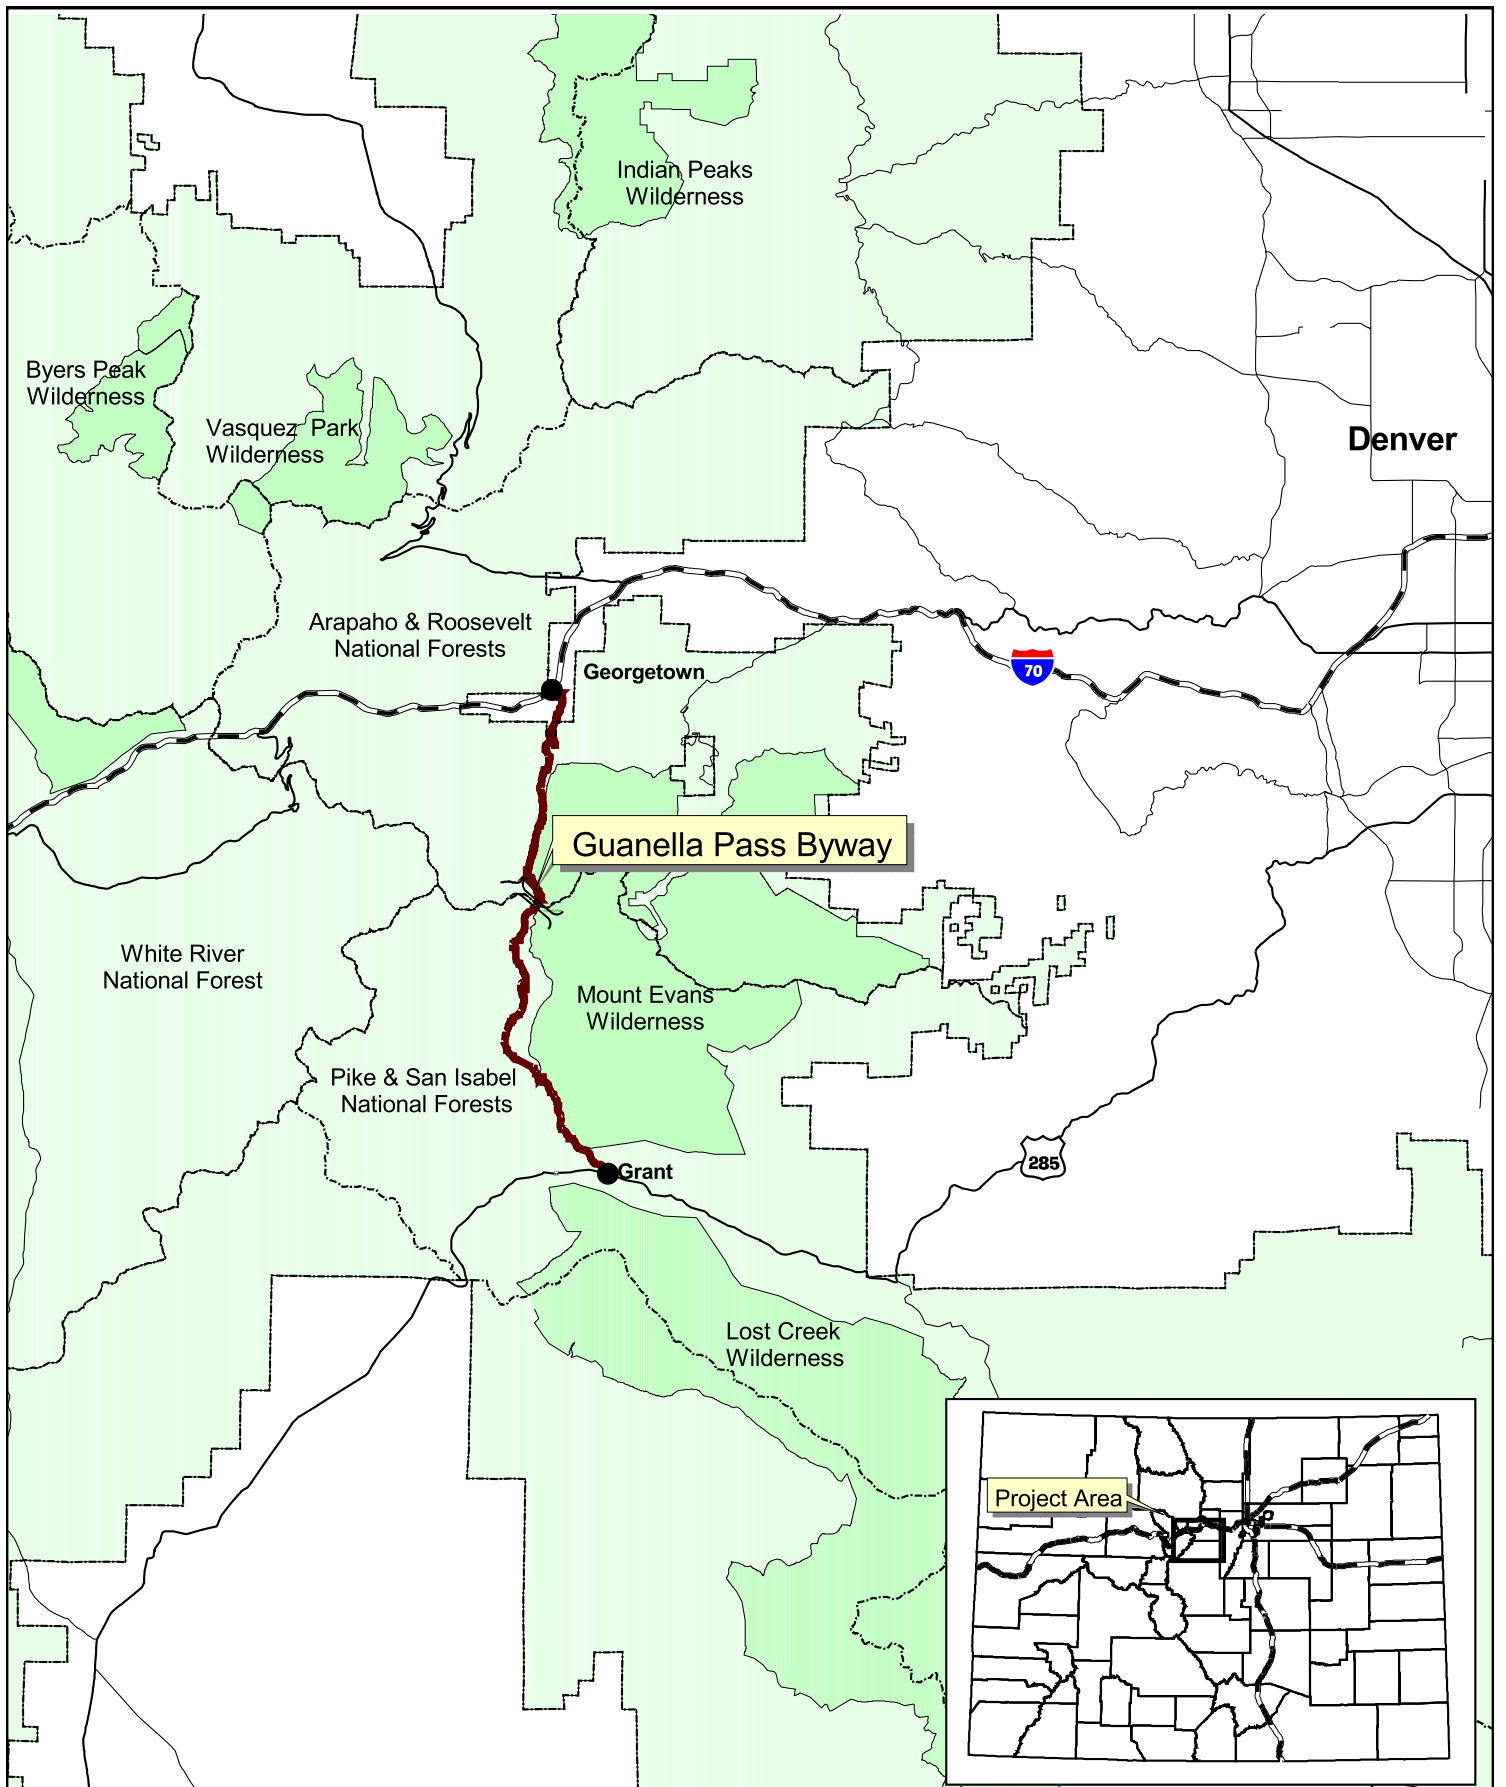 Indian Peaks
Wilderness
Byers Peak
Wilderness
Vasquez Park
Wilderness
Denver
Arapaho & Roosevelt
National Forests
Georgetown
70
Guanella Pass Byway
White River
National Forest
Mount Evans
Wilderness
Pike & San Isabel
National Forests
285
Grant
Lost Creek
Wilderness
Project Area